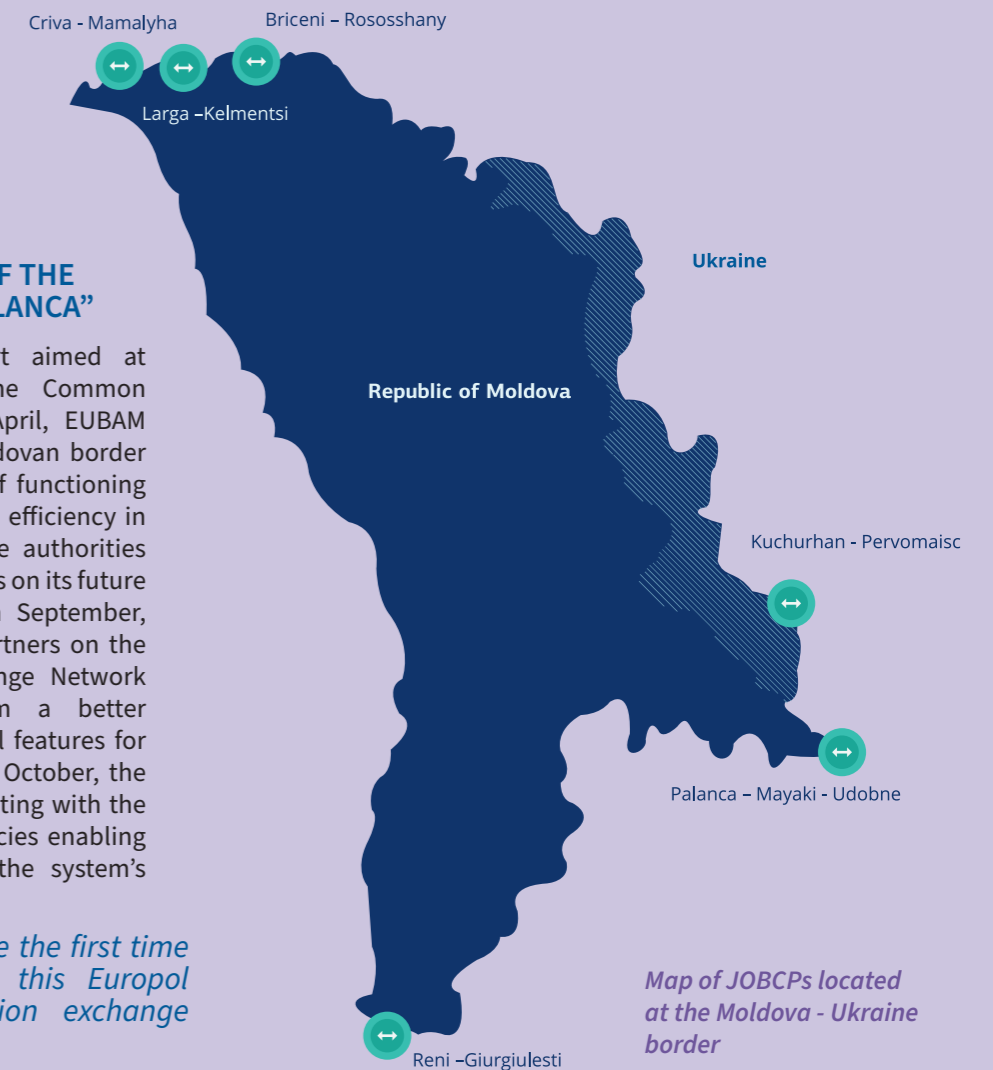 Criva - Mamalyha
Briceni – Rososshany
Larga –Kelmentsi
Ukraine
Republic of Moldova
Kuchurhan - Pervomaisc
Palanca – Mayaki - Udobne
Reni –Giurgiulesti
Map of JOBCPs located
at the Moldova - Ukraine
border
F THE
LANCA”
t aimed at
ne Common
April, EUBAM
dovan border
f functioning
efficiency in
e authorities
s on its future
n September,
rtners on the
nge Network
m a better
l features for
October, the
ting with the
cies enabling
the system’s
e the first time
this Europol
ion exchange